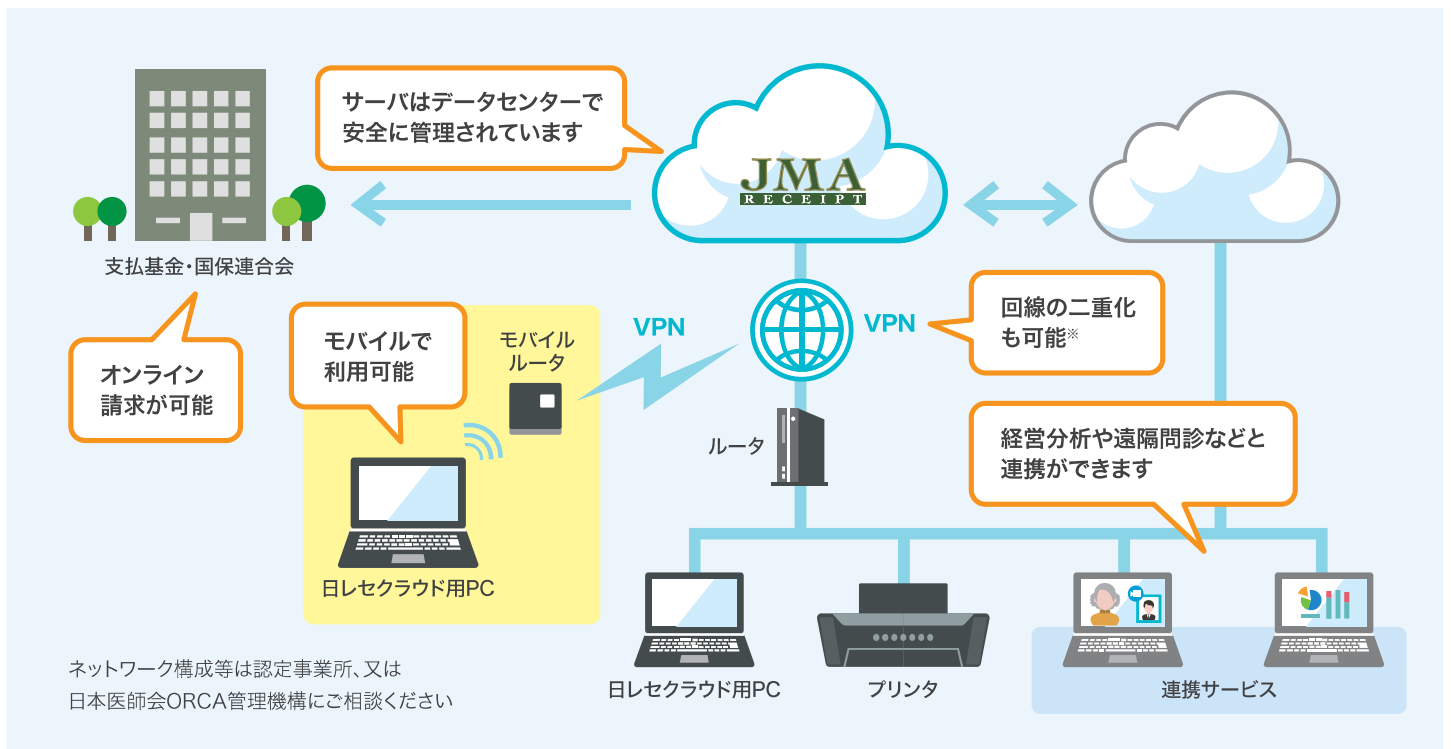 サーバはデータセンターで
安全に管理されています
JMA
RECEIPT
支払基金・国保連合会
オンライン
請求が可能
モバイルで
利用可能
モバイル
ルータ
VPN
VPN
回線の二重化
も可能※
ルータ
経営分析や遠隔問診などと
連携ができます
日レセクラウド用PC
日レセクラウド用PC
プリンタ
連携サービス
ネットワーク構成等は認定事業所、又は
日本医師会ORCA管理機構にご相談ください